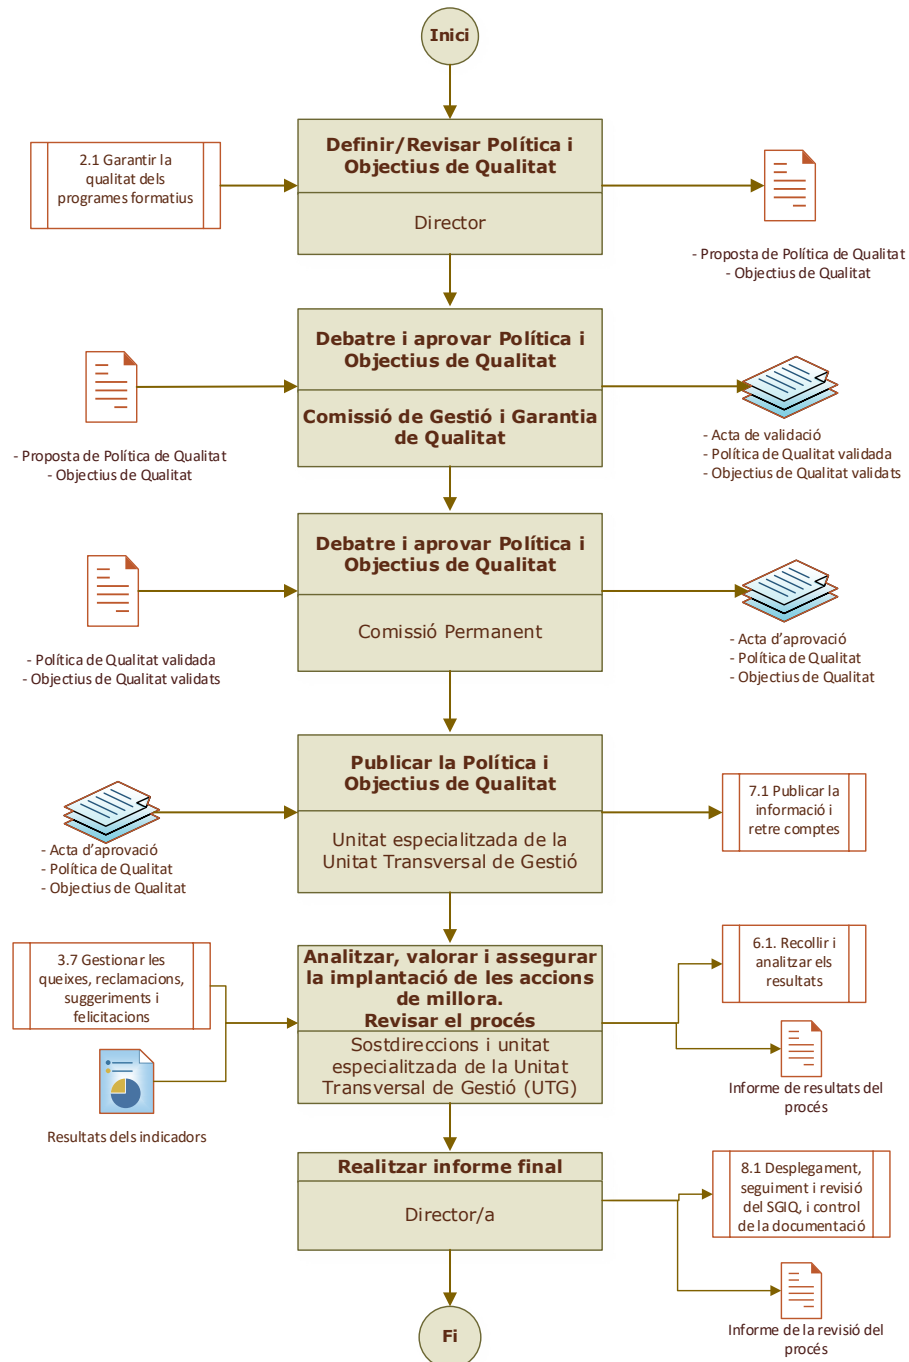 Inici
Definir/Revisar Política i
Objectius de Qualitat
Director
2.1 Garantir la
qualitat dels
programes formatius
- Proposta de Política de Qualitat
- Objectius de Qualitat
Debatre i aprovar Política i
Objectius de Qualitat
Comissió de Gestió i Garantia
de Qualitat
- Proposta de Política de Qualitat
- Objectius de Qualitat
- Acta de validació
- Política de Qualitat validada
- Objectius de Qualitat validats
Debatre i aprovar Política i
Objectius de Qualitat
Comissió Permanent
- Política de Qualitat validada
- Objectius de Qualitat validats
- Acta d’aprovació
- Política de Qualitat
- Objectius de Qualitat
Publicar la Política i
Objectius de Qualitat
Unitat especialitzada de la
Unitat Transversal de Gestió
- Acta d’aprovació
- Política de Qualitat
- Objectius de Qualitat
7.1 Publicar la
informació i
retre comptes
Analitzar, valorar i assegurar
la implantació de les accions
de millora.
Revisar el procés
Sostdireccions i unitat
especialitzada de la Unitat
Transversal de Gestió (UTG)
3.7 Gestionar les
queixes, reclamacions,
suggeriments i
felicitacions
Resultats dels indicadors
6.1. Recollir i
analitzar els
resultats
Informe de resultats del
procés
Realitzar informe final
Director/a
8.1 Desplegament,
seguiment i revisió
del SGIQ, i control
de la documentació
Informe de la revisió del
procés
Fi